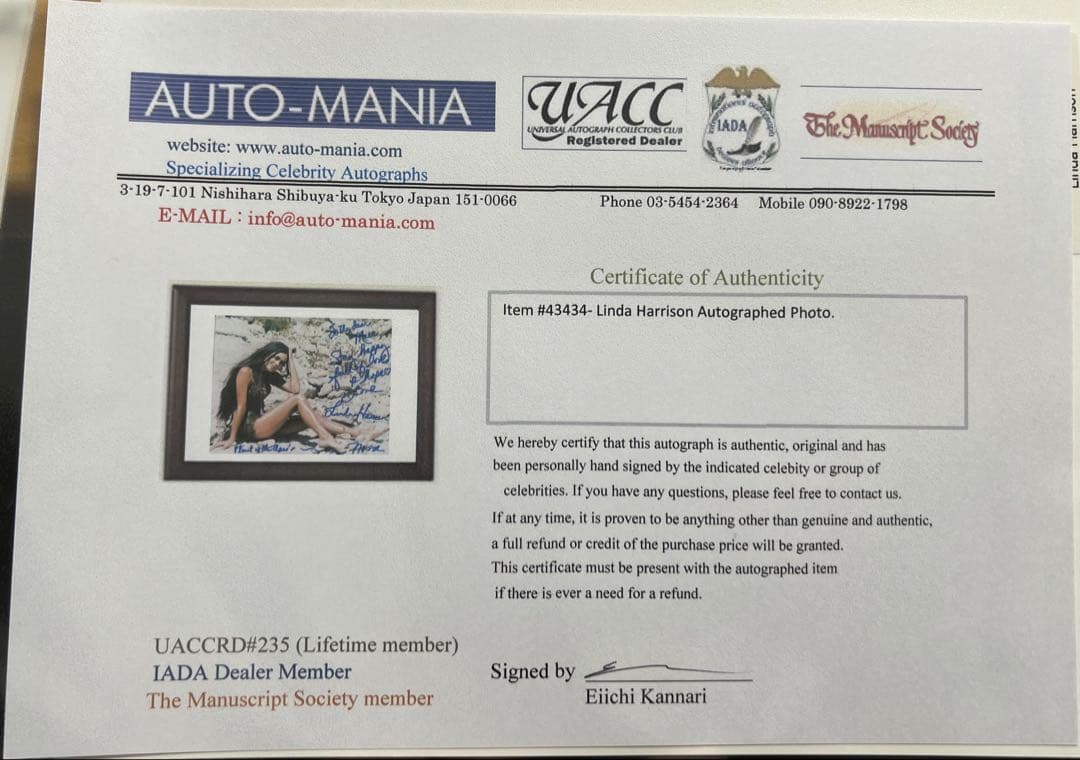 AUTO-MANIA
UACC
UNIVERSAL AUTOGRAPH COLLECTORS CLUB
Registered Dealer
IADA
The Manuscript Society
website: www.auto-mania.com
Specializing Celebrity Autographs
3-19-7-101 Nishihara Shibuya-ku Tokyo Japan 151-0066
Phone 03-5454-2364 Mobile 090-8922-1798
E-MAIL : info@auto-mania.com
Linda Harrison
Certificate of Authenticity
Item #43434- Linda Harrison Autographed Photo.
We hereby certify that this autograph is authentic, original and has
been personally hand signed by the indicated celebity or group of
celebrities. If you have any questions, please feel free to contact us.
If at any time, it is proven to be anything other than genuine and authentic,
a full refund or credit of the purchase price will be granted.
This certificate must be present with the autographed item
if there is ever a need for a refund.
UACCRD#235 (Lifetime member)
IADA Dealer Member
The Manuscript Society member
Signed by
Eiichi Kannari